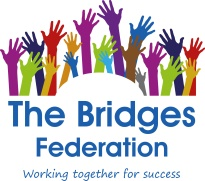 The Bridges
Federation
Working together for success